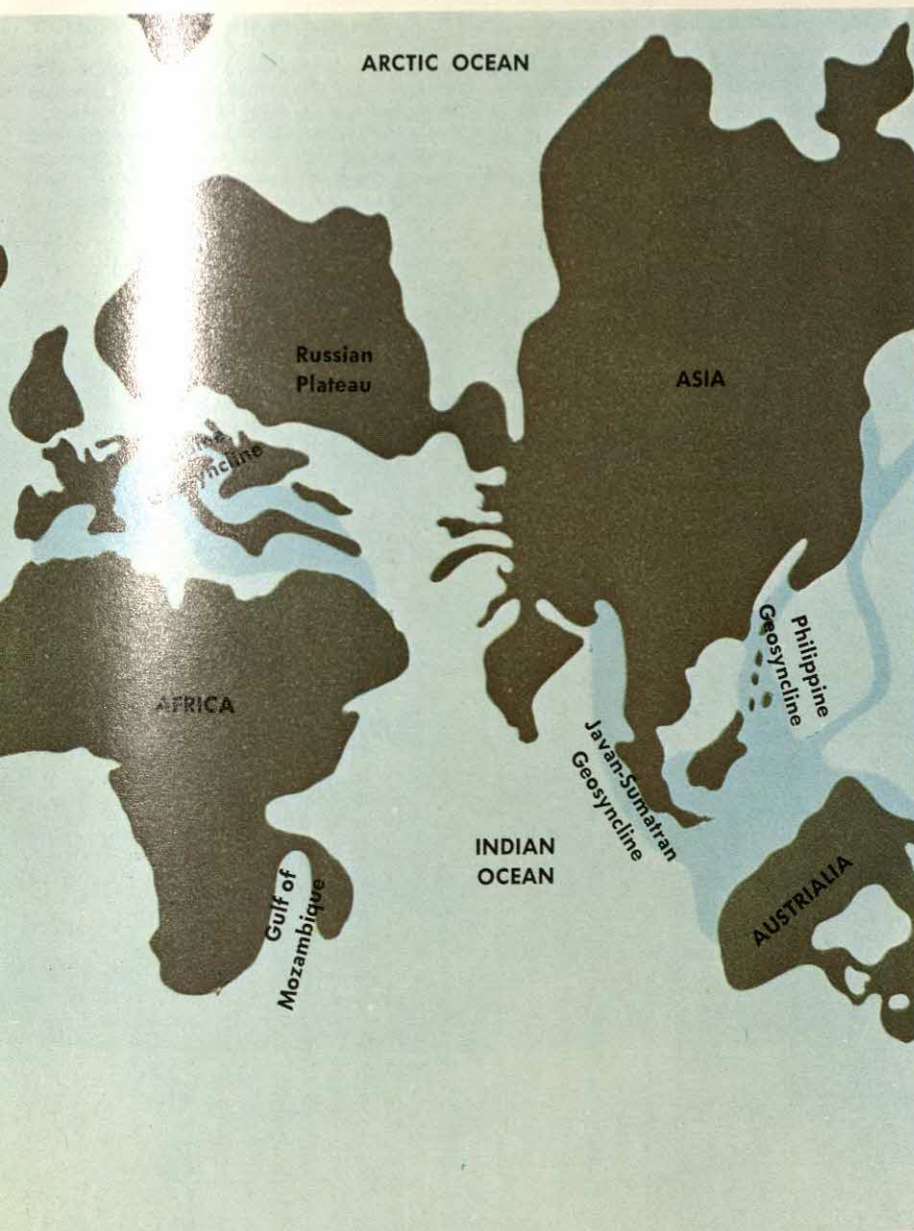 ARCTIC OCEAN
Russian
Plateau
ASIA
AFRICA
Philippine
Geosyncline
Javan-Sumatran
Geosyncline
INDIAN
OCEAN
Gulf of
Mozambique
AUSTRIALIA